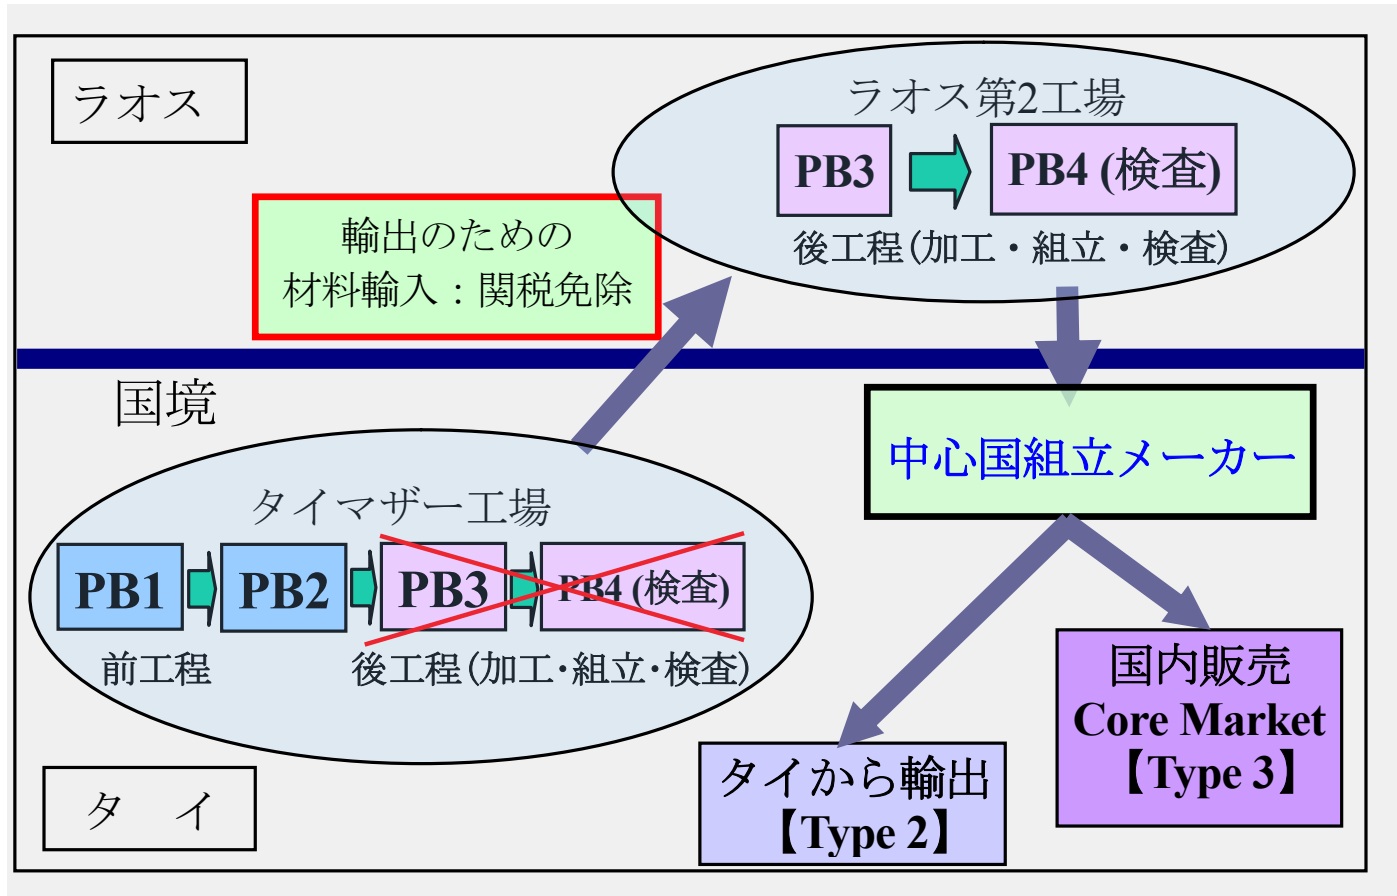 ラオス
ラオス第2工場
PB3
PB4 (検査)
後工程(加工・組立・検査)
輸出のための
材料輸入：関税免除
国境
中心国組立メーカー
タイマザー工場
PB1
PB2
PB3
PB4 (検査)
前工程
後工程(加工・組立・検査)
国内販売
Core Market
【Type 3】
タイから輸出
【Type 2】
タ　イ